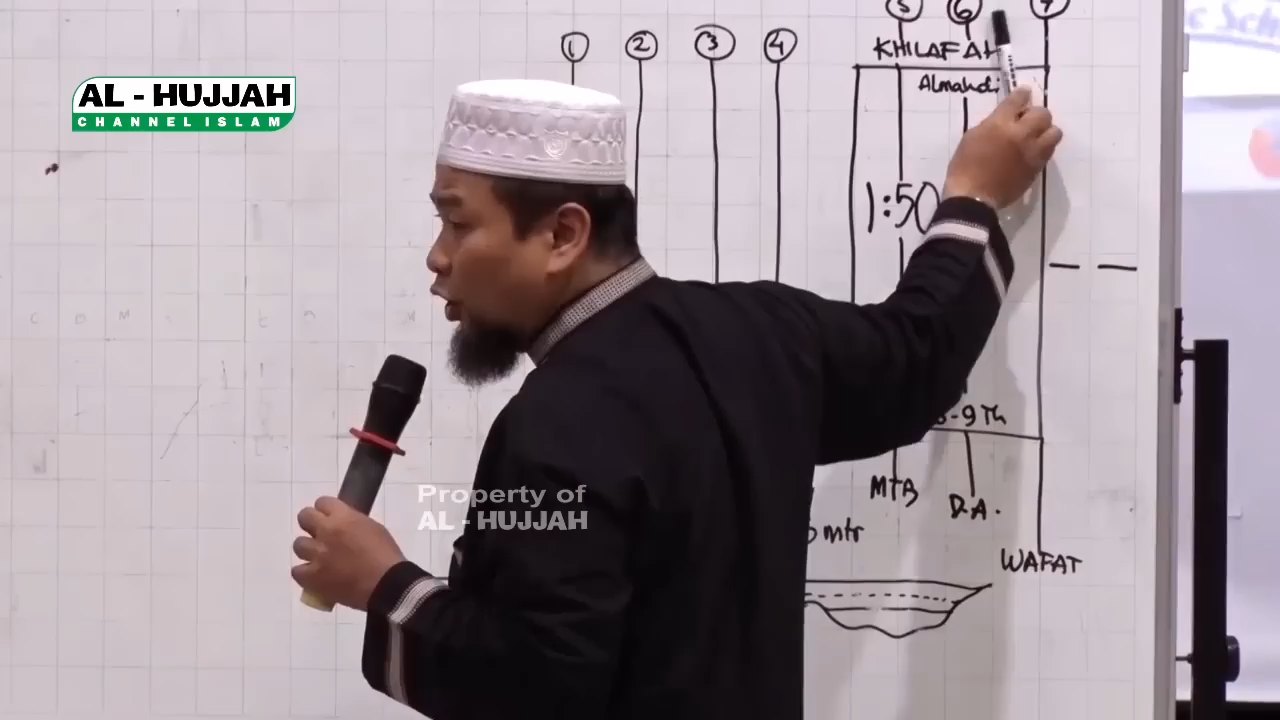 AL - HUJJAH
CHANNEL ISLAM
5 6 7
1 2 3 4
KHILAFAH
Almahdi
1:50
-9 Th
MTB
D.A.
mtr
WAFAT
Property of
AL - HUJJAH